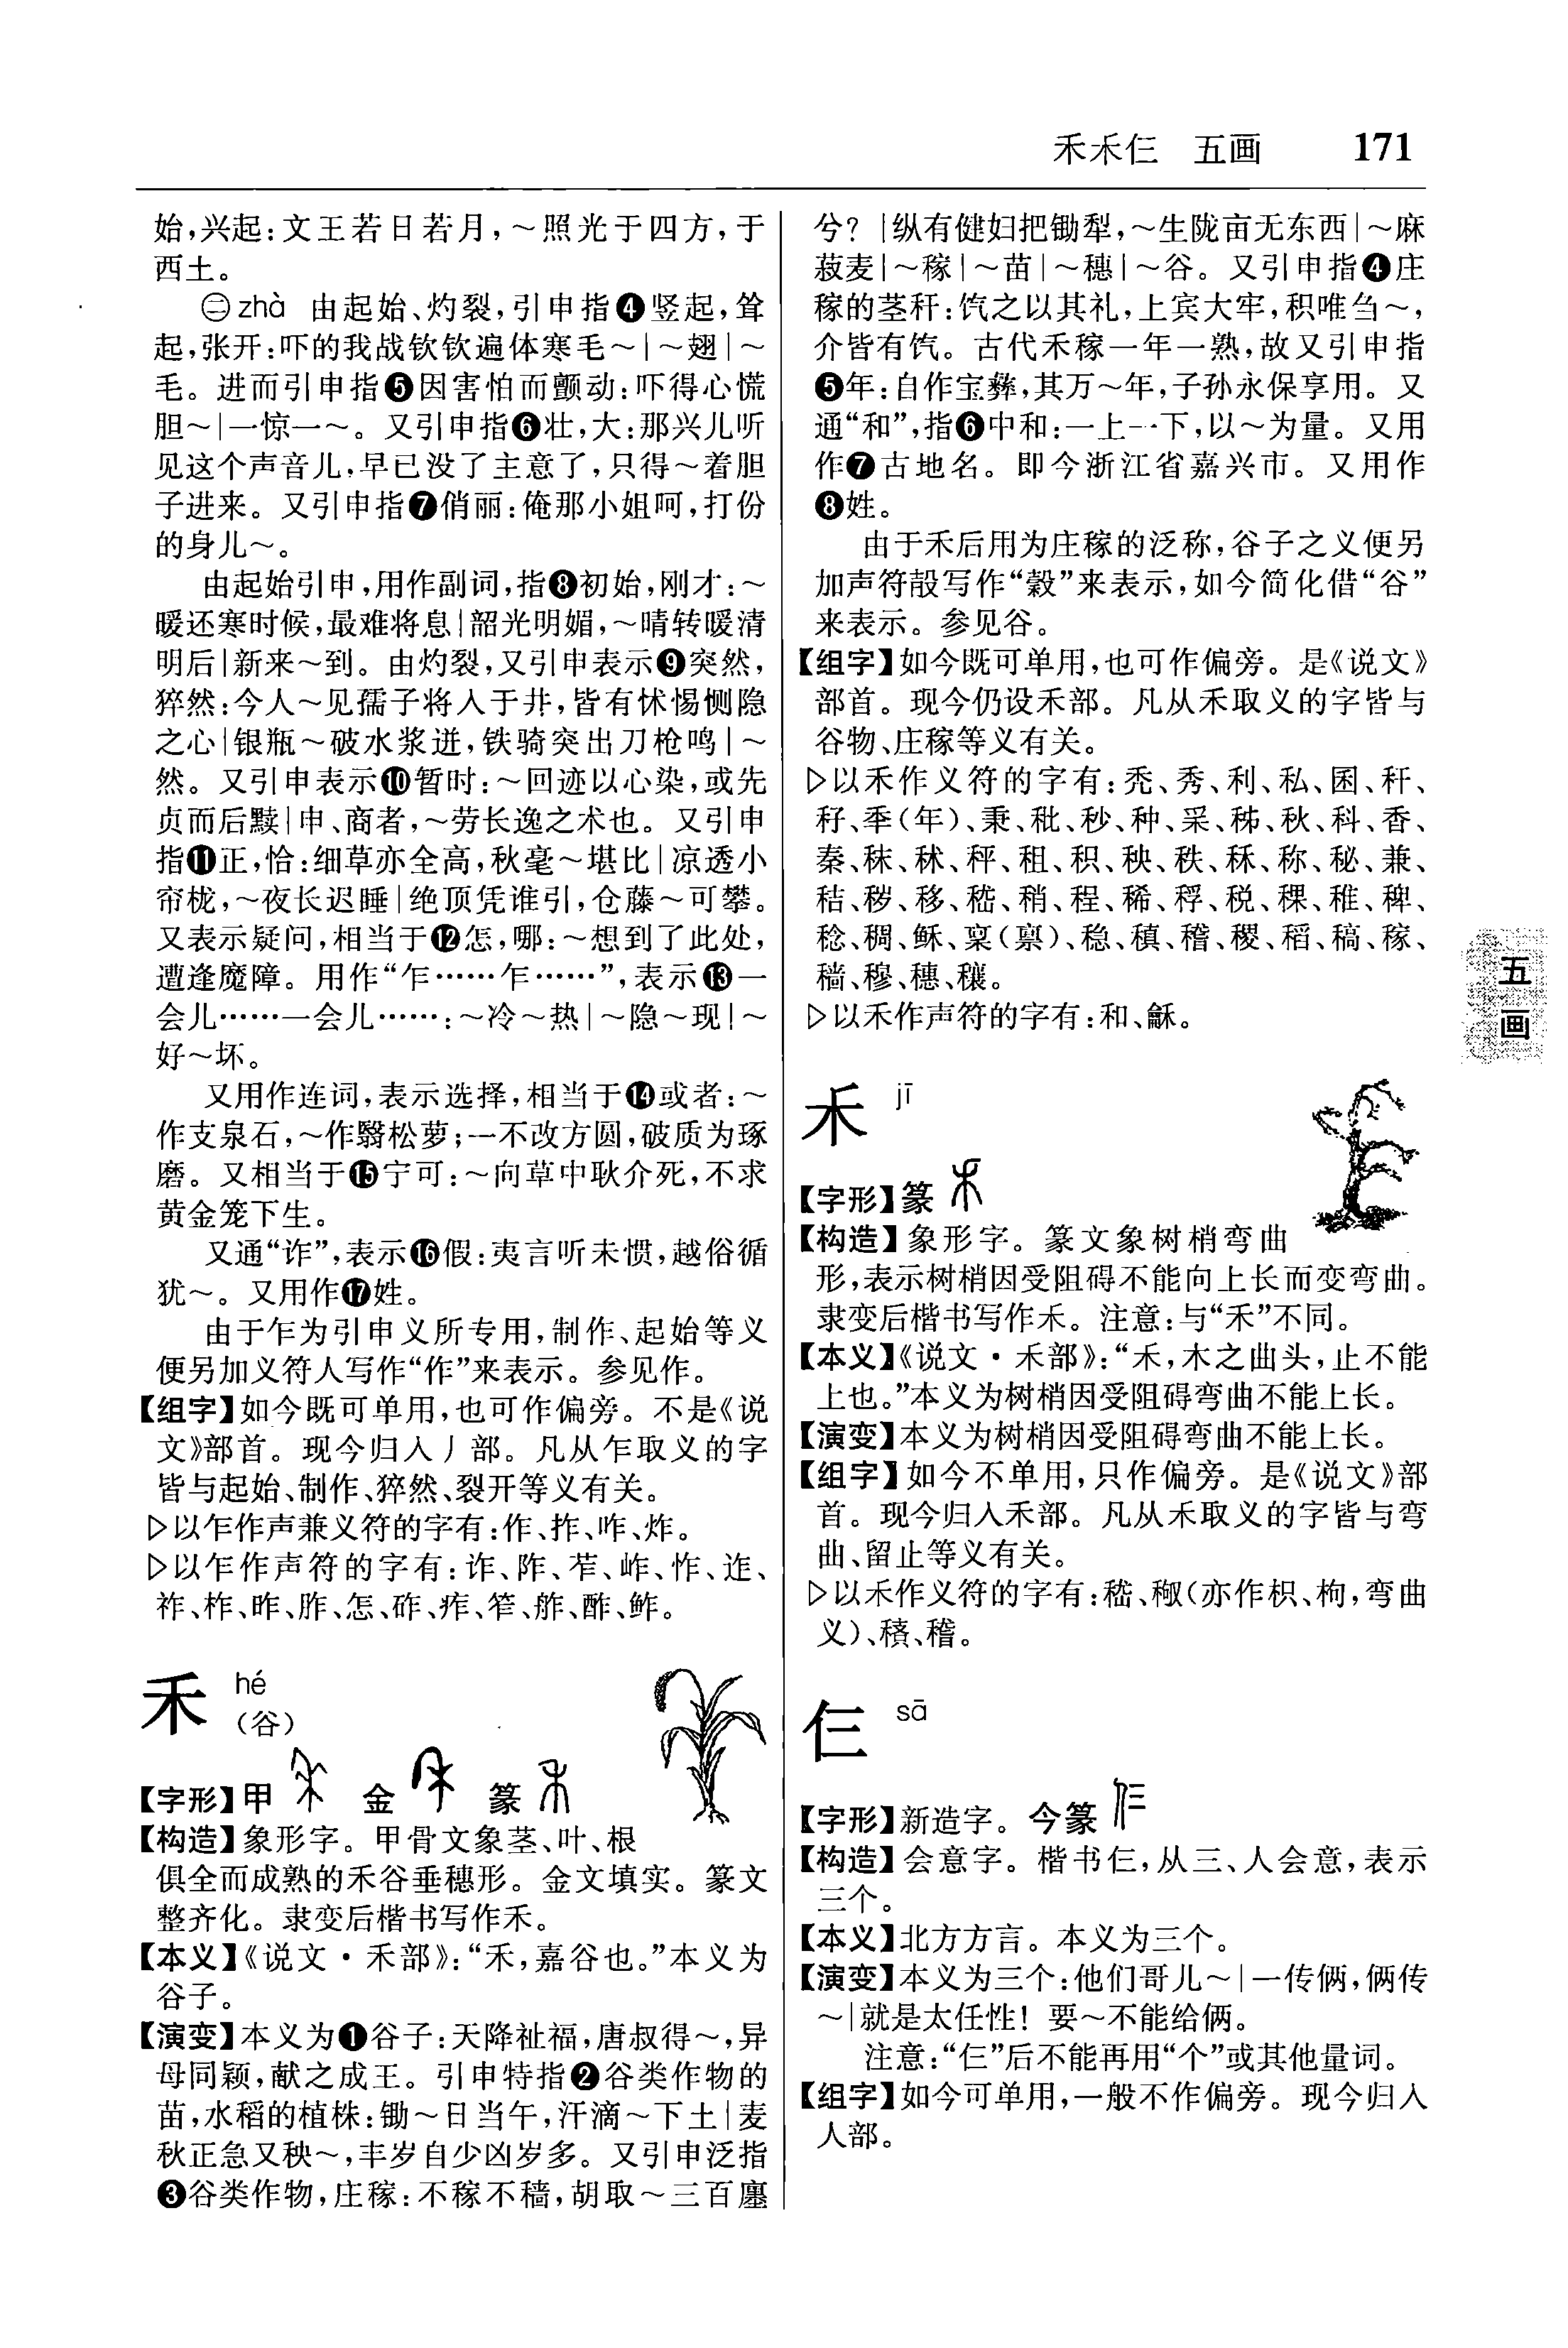 禾𥝌仨　五画　171
始,兴起:文王若日若月,～照光于四方,于
西土。
㊁zhà　由起始、灼裂,引申指❹竖起,耸
起,张开:吓的我战钦钦遍体寒毛～|～翅|～
毛。进而引申指❺因害怕而颤动:吓得心慌
胆～|一惊一～。又引申指❻壮,大:那兴儿听
见这个声音儿,早已没了主意了,只得～着胆
子进来。又引申指❼俏丽:俺那小姐呵,打份
的身儿～。
由起始引申,用作副词,指❽初始,刚才:～
暖还寒时候,最难将息|韶光明媚,～晴转暖清
明后|新来～到。由灼裂,又引申表示❾突然,
猝然:今人～见孺子将入于井,皆有怵惕恻隐
之心|银瓶～破水浆迸,铁骑突出刀枪鸣|～
然。又引申表示❿暂时:～回迹以心染,或先
贞而后黩|申、商者,～劳长逸之术也。又引申
指⓫正,恰:细草亦全高,秋毫～堪比|凉透小
帘栊,～夜长迟睡|绝顶凭谁引,仓藤～可攀。
又表示疑问,相当于⓬怎,哪:～想到了此处,
遭逢魔障。用作“乍……乍……”,表示⓭一
会儿……一会儿……:～冷～热|～隐～现|～
好～坏。
又用作连词,表示选择,相当于⓮或者:～
作支泉石,～作翳松萝;一不改方圆,破质为琢
磨。又相当于⓯宁可:～向草中耿介死,不求
黄金笼下生。
又通“诈”,表示⓰假:夷言听未惯,越俗循
犹～。又用作⓱姓。
由于乍为引申义所专用,制作、起始等义
便另加义符人写作“作”来表示。参见作。
【组字】如今既可单用,也可作偏旁。不是《说
文》部首。现今归入丿部。凡从乍取义的字
皆与起始、制作、猝然、裂开等义有关。
▷以乍作声兼义符的字有:作、拃、咋、炸。
▷以乍作声符的字有:诈、阼、苲、岞、怍、迮、
祚、柞、昨、胙、怎、砟、痄、笮、舴、酢、鲊。
禾　hé
（谷）
【字形】甲　金　篆
【构造】象形字。甲骨文象茎、叶、根
俱全而成熟的禾谷垂穗形。金文填实。篆文
整齐化。隶变后楷书写作禾。
【本义】《说文·禾部》:“禾,嘉谷也。”本义为
谷子。
【演变】本义为❶谷子:天降祉福,唐叔得～,异
母同颖,献之成王。引申特指❷谷类作物的
苗,水稻的植株:锄～日当午,汗滴～下土|麦
秋正急又秧～,丰岁自少凶岁多。又引申泛指
❸谷类作物,庄稼:不稼不穑,胡取～三百廛
兮?|纵有健妇把锄犁,～生陇亩无东西|～麻
菽麦|～稼|～苗|～穗|～谷。又引申指❹庄
稼的茎秆:饩之以其礼,上宾大牢,积唯刍～,
介皆有饩。古代禾稼一年一熟,故又引申指
❺年:自作宝彝,其万～年,子孙永保享用。又
通“和”,指❻中和:一上一下,以～为量。又用
作❼古地名。即今浙江省嘉兴市。又用作
❽姓。
由于禾后用为庄稼的泛称,谷子之义便另
加声符㱿写作“榖”来表示,如今简化借“谷”
来表示。参见谷。
【组字】如今既可单用,也可作偏旁。是《说文》
部首。现今仍设禾部。凡从禾取义的字皆与
谷物、庄稼等义有关。
▷以禾作义符的字有:秃、秀、利、私、囷、秆、
秄、秊（年）、秉、秕、秒、种、采、秭、秋、科、香、
秦、秣、秫、秤、租、积、秧、秩、秝、称、秘、兼、
秸、秽、移、嵇、稍、程、稀、稃、税、稞、稚、稗、
稔、稠、稣、稟（禀）、稳、稹、稽、稷、稻、稿、稼、
穑、穆、穗、穰。
▷以禾作声符的字有:和、龢。
𥝌　jī
【字形】篆
【构造】象形字。篆文象树梢弯曲
形,表示树梢因受阻碍不能向上长而变弯曲。
隶变后楷书写作𥝌。注意:与“禾”不同。
【本义】《说文·𥝌部》:“𥝌,木之曲头,止不能
上也。”本义为树梢因受阻碍弯曲不能上长。
【演变】本义为树梢因受阻碍弯曲不能上长。
【组字】如今不单用,只作偏旁。是《说文》部
首。现今归入禾部。凡从𥝌取义的字皆与弯
曲、留止等义有关。
▷以𥝌作义符的字有:嵇、棷（亦作枳、枸,弯曲
义）、稽。
仨　sā
【字形】新造字。今篆
【构造】会意字。楷书仨,从三、人会意,表示
三个。
【本义】北方方言。本义为三个。
【演变】本义为三个:他们哥儿～|一传俩,俩传
～|就是太任性!要～不能给俩。
注意:“仨”后不能再用“个”或其他量词。
【组字】如今可单用,一般不作偏旁。现今归入
人部。
五画